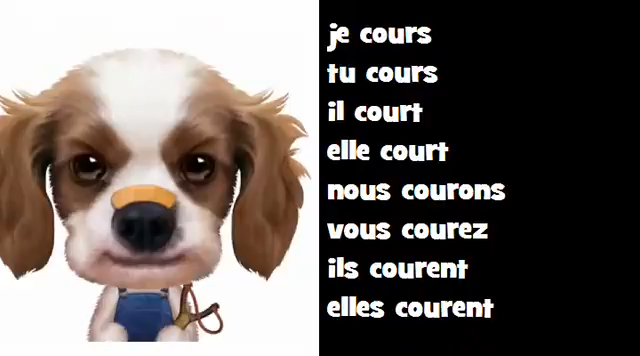 je cours
tu cours
il court
elle court
nous courons
vous courez
ils courent
elles courent